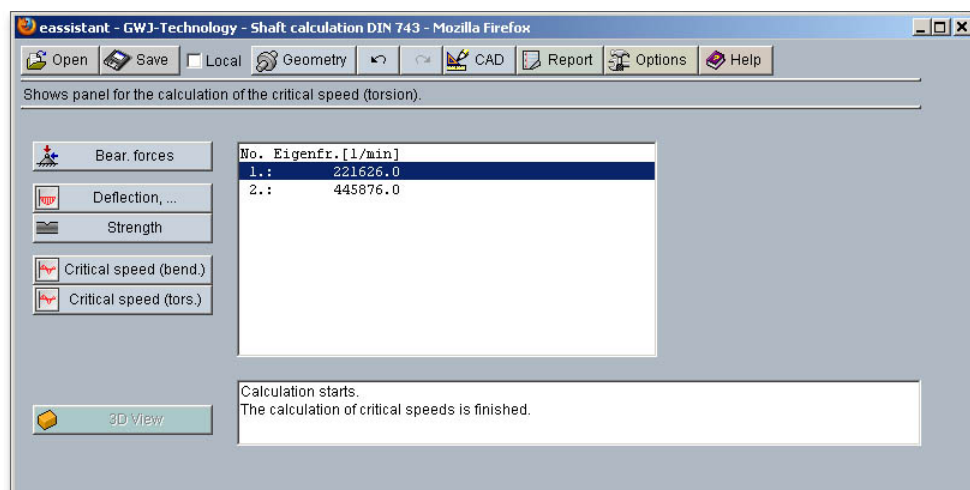 eassistant - GWJ-Technology - Shaft calculation DIN 743 - Mozilla Firefox
Open Save Local Geometry CAD Report Options Help
Shows panel for the calculation of the critical speed (torsion).
Bear. forces
Deflection, ...
Strength
Critical speed (bend.)
Critical speed (tors.)
No. Eigenfr.[1/min]
1.: 221626.0
2.: 445876.0
3D View
Calculation starts.
The calculation of critical speeds is finished.